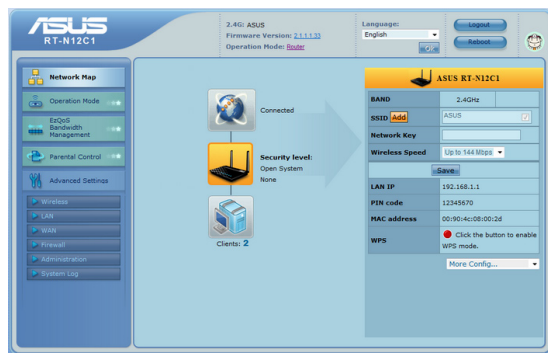 ASUS
RT-N12C1
2.4G: ASUS
Firmware Version: 2.1.1.1.33
Operation Mode: Router
Language:
English
Logout
Reboot
Network Map
Operation Mode
EzQoS
Bandwidth
Management
Parental Control
Advanced Settings
Wireless
LAN
WAN
Firewall
Administration
System Log
Connected
Security level:
Open System
None
Clients: 2
ASUS RT-N12C1
BAND 2.4GHz
SSID Add ASUS
Network Key
Wireless Speed Up to 144 Mbps
Save
LAN IP 192.168.1.1
PIN code 12345670
MAC address 00:90:4c:08:00:2d
WPS Click the button to enable
WPS mode.
More Config...